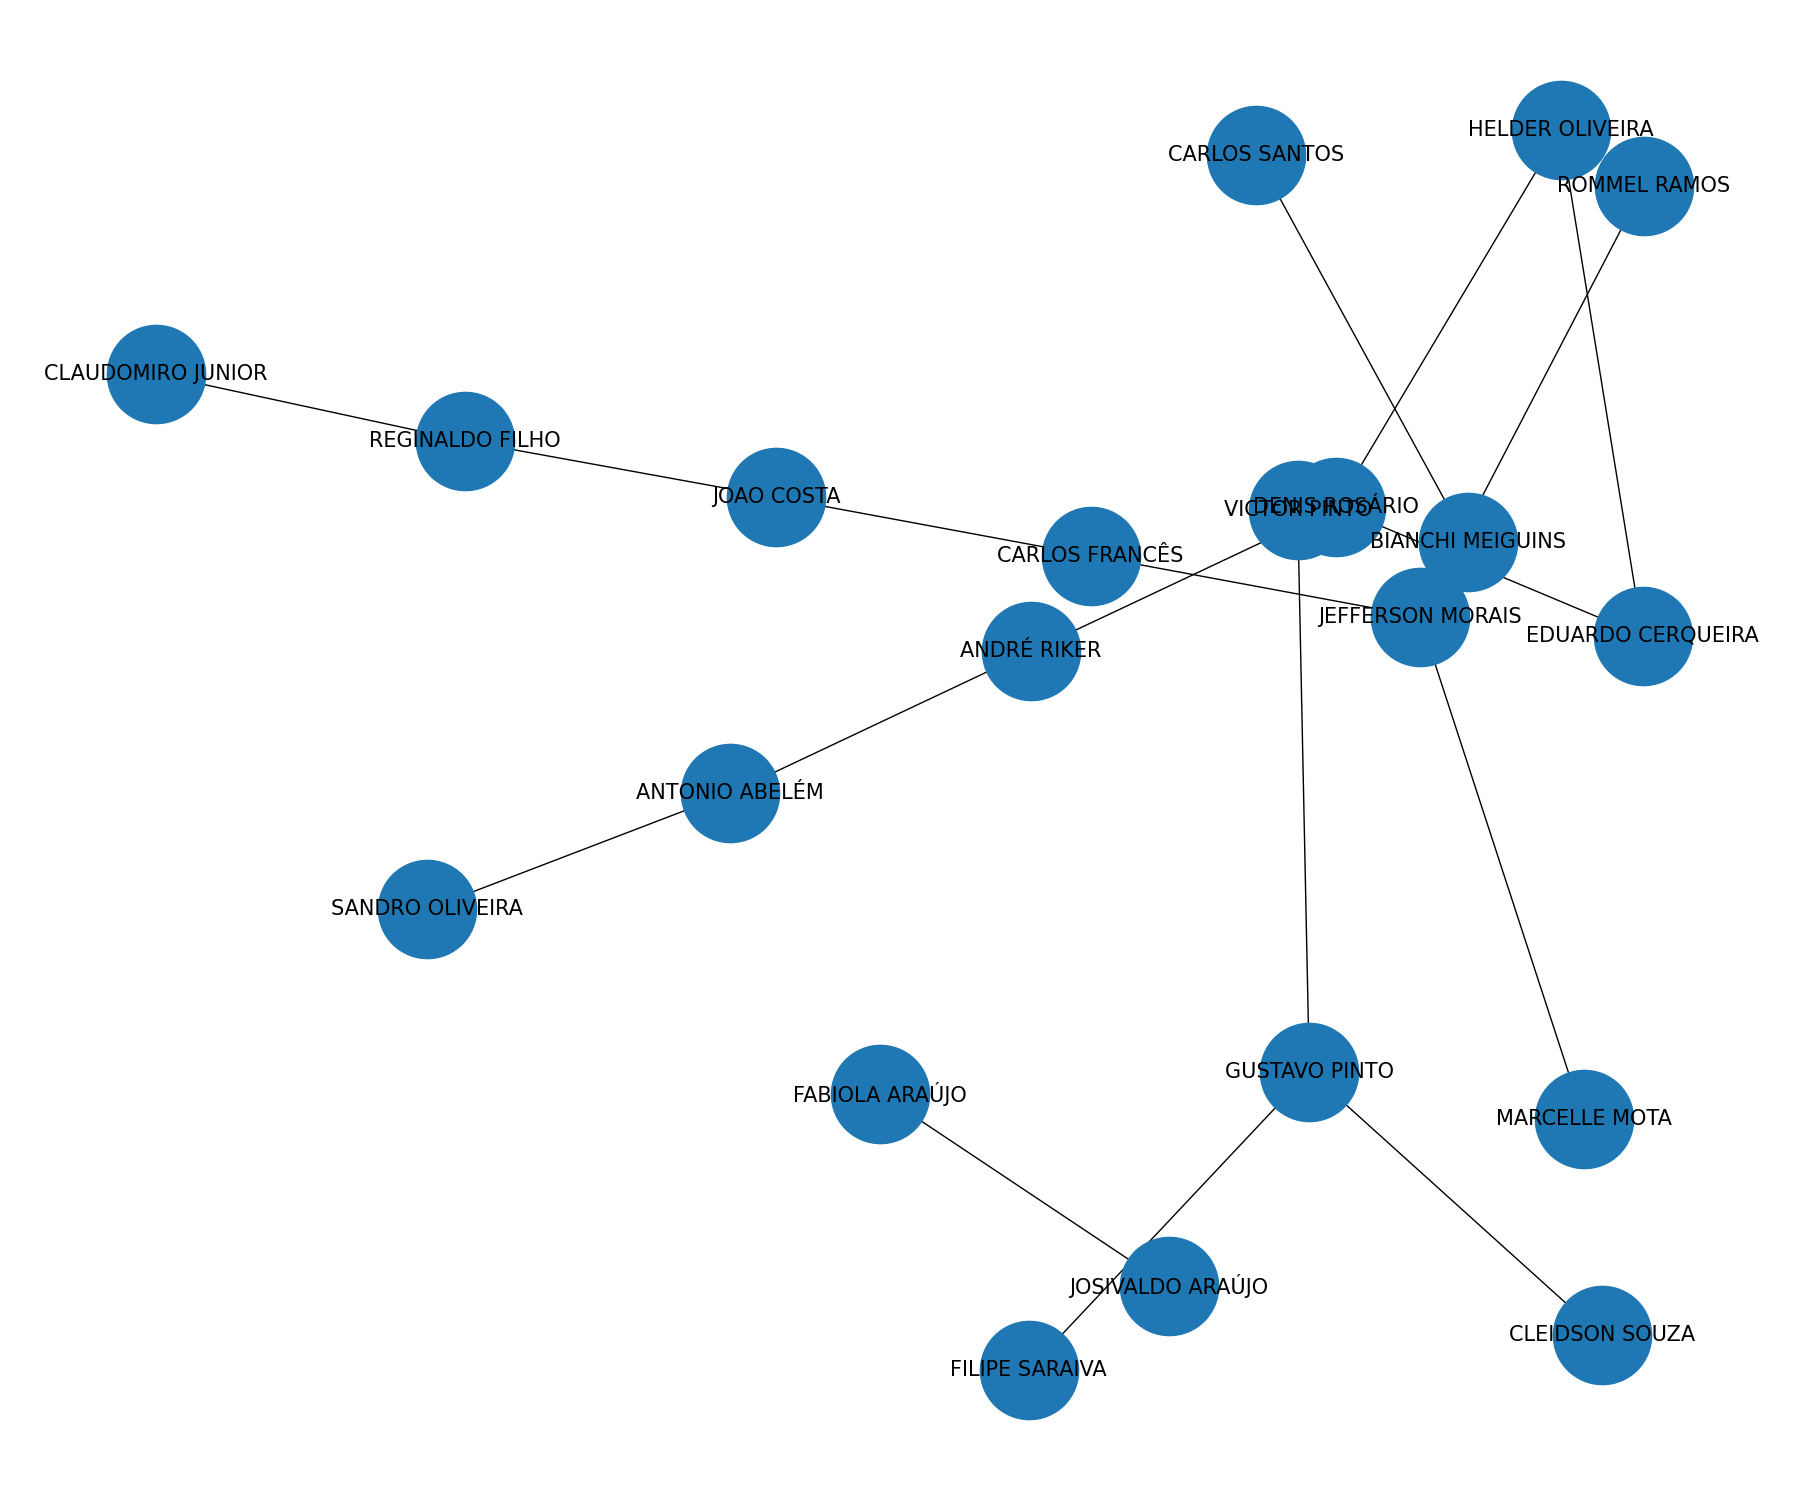 HELDER OLIVEIRA
CARLOS SANTOS
ROMMEL RAMOS
CLAUDOMIRO JUNIOR
REGINALDO FILHO
JOAO COSTA
VICTOR PINTO
DENIS ROSÁRIO
BIANCHI MEIGUINS
CARLOS FRANCÊS
JEFFERSON MORAIS
EDUARDO CERQUEIRA
ANDRÉ RIKER
ANTONIO ABELÉM
SANDRO OLIVEIRA
GUSTAVO PINTO
FABIOLA ARAÚJO
MARCELLE MOTA
JOSIVALDO ARAÚJO
CLEIDSON SOUZA
FILIPE SARAIVA